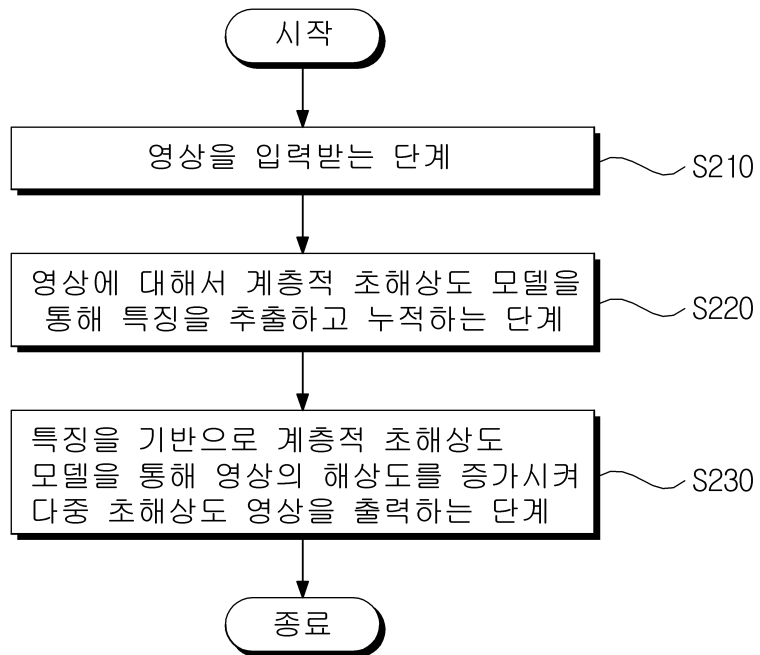 시작
영상을 입력받는 단계
S210
영상에 대해서 계층적 초해상도 모델을
통해 특징을 추출하고 누적하는 단계
S220
특징을 기반으로 계층적 초해상도
모델을 통해 영상의 해상도를 증가시켜
다중 초해상도 영상을 출력하는 단계
S230
종료